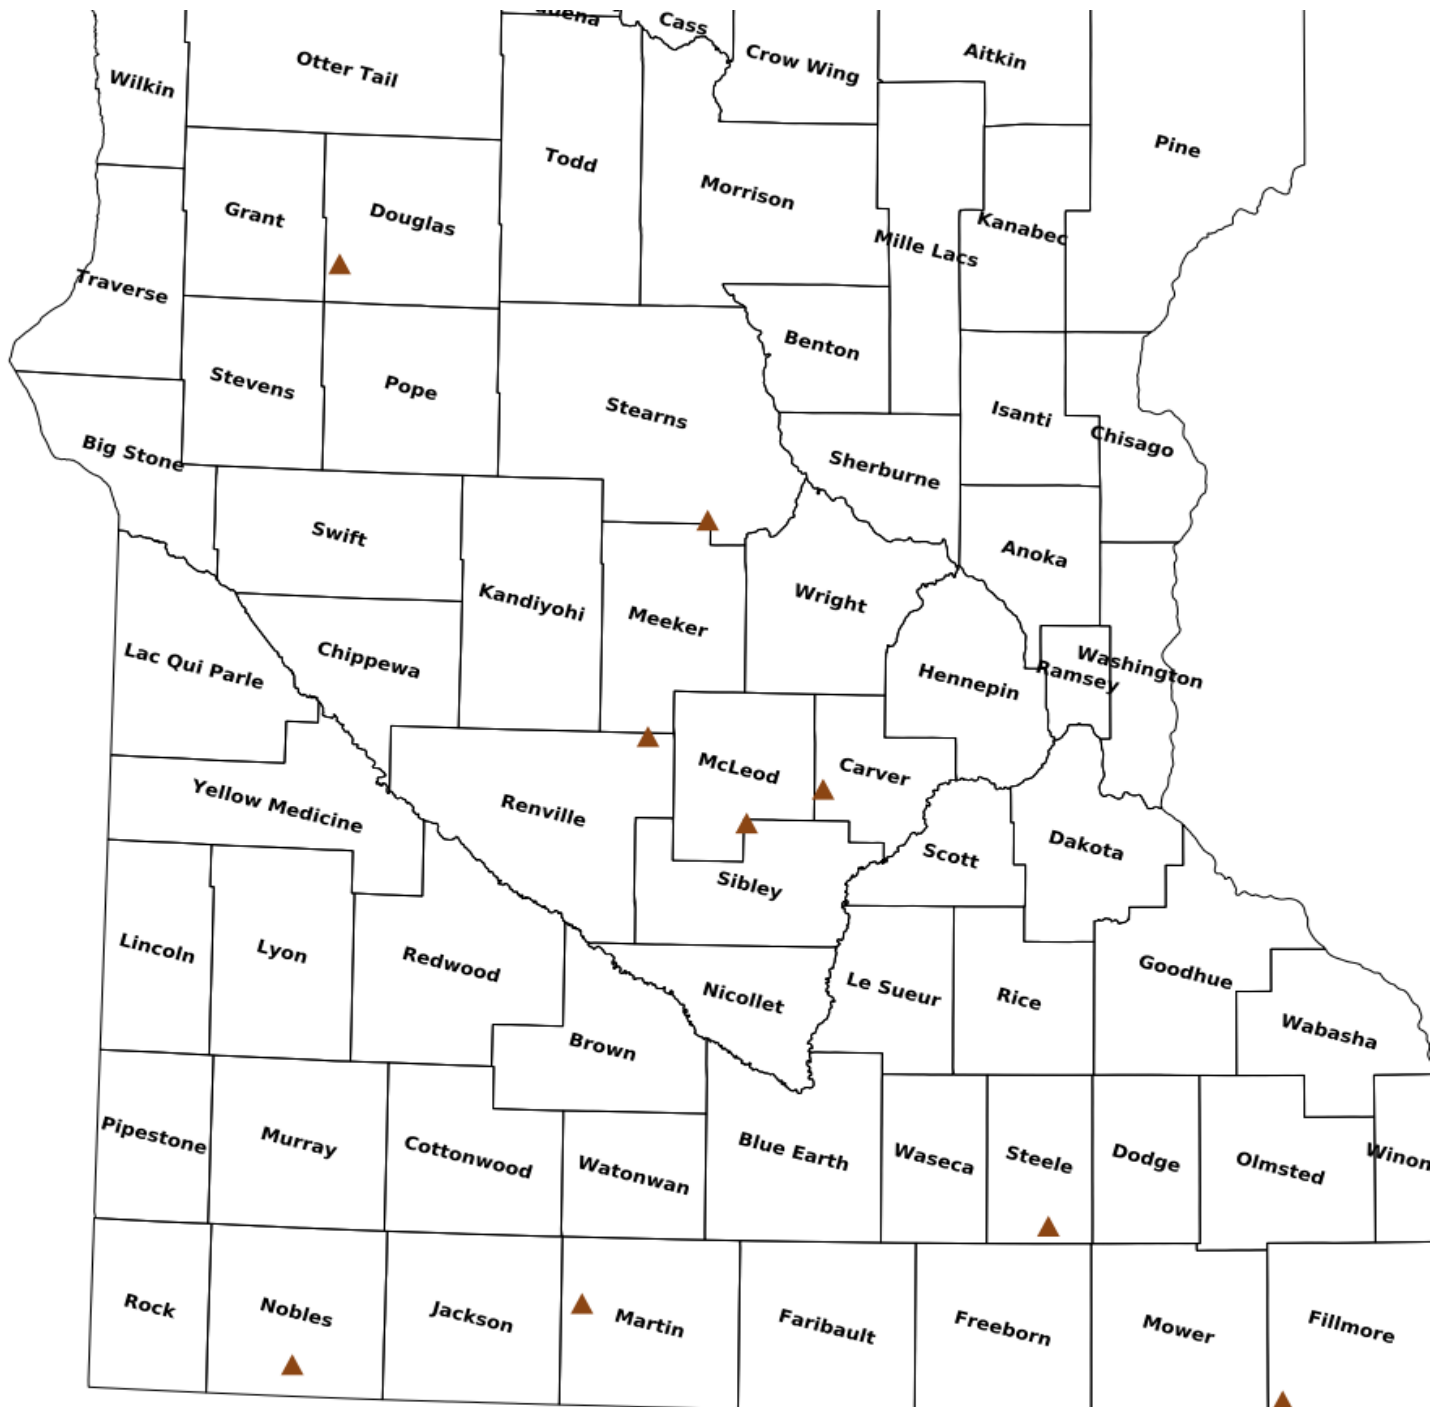 Cass
Crow Wing
Aitkin
Otter Tail
Wilkin
Pine
Todd
Morrison
Grant
Douglas
Kanabec
Mille Lacs
Traverse
Benton
Stevens
Pope
Stearns
Isanti
Chisago
Big Stone
Sherburne
Swift
Anoka
Kandiyohi
Wright
Meeker
Chippewa
Lac Qui Parle
Hennepin
Ramsey
Washington
McLeod
Carver
Yellow Medicine
Renville
Dakota
Scott
Sibley
Lincoln
Lyon
Redwood
Goodhue
Le Sueur
Rice
Nicollet
Wabasha
Brown
Pipestone
Murray
Cottonwood
Watonwan
Blue Earth
Waseca
Steele
Dodge
Olmsted
Winon
Rock
Nobles
Jackson
Martin
Faribault
Freeborn
Mower
Fillmore